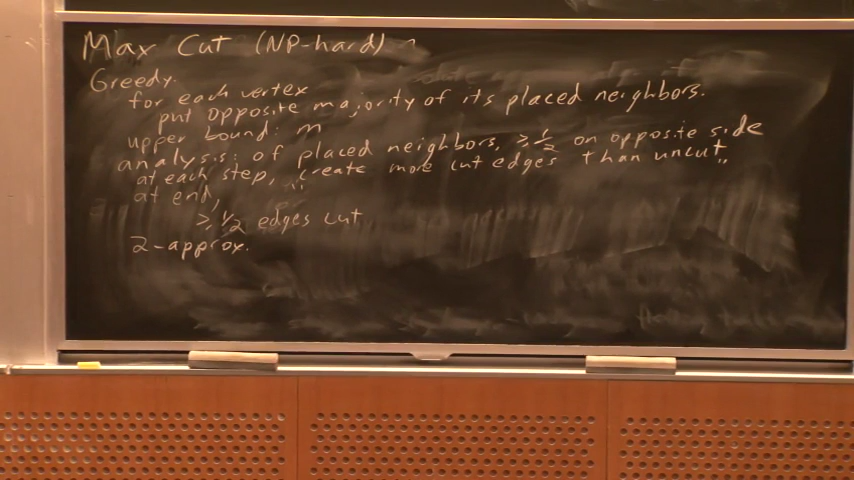 Max Cut (NP-hard)
Greedy.
for each vertex
put opposite majority of its placed neighbors.
upper bound: m
analysis: of placed neighbors, ≥ 1/2 on opposite side
at each step, create more cut edges than uncut
at end,
≥ 1/2 edges cut
2-approx.